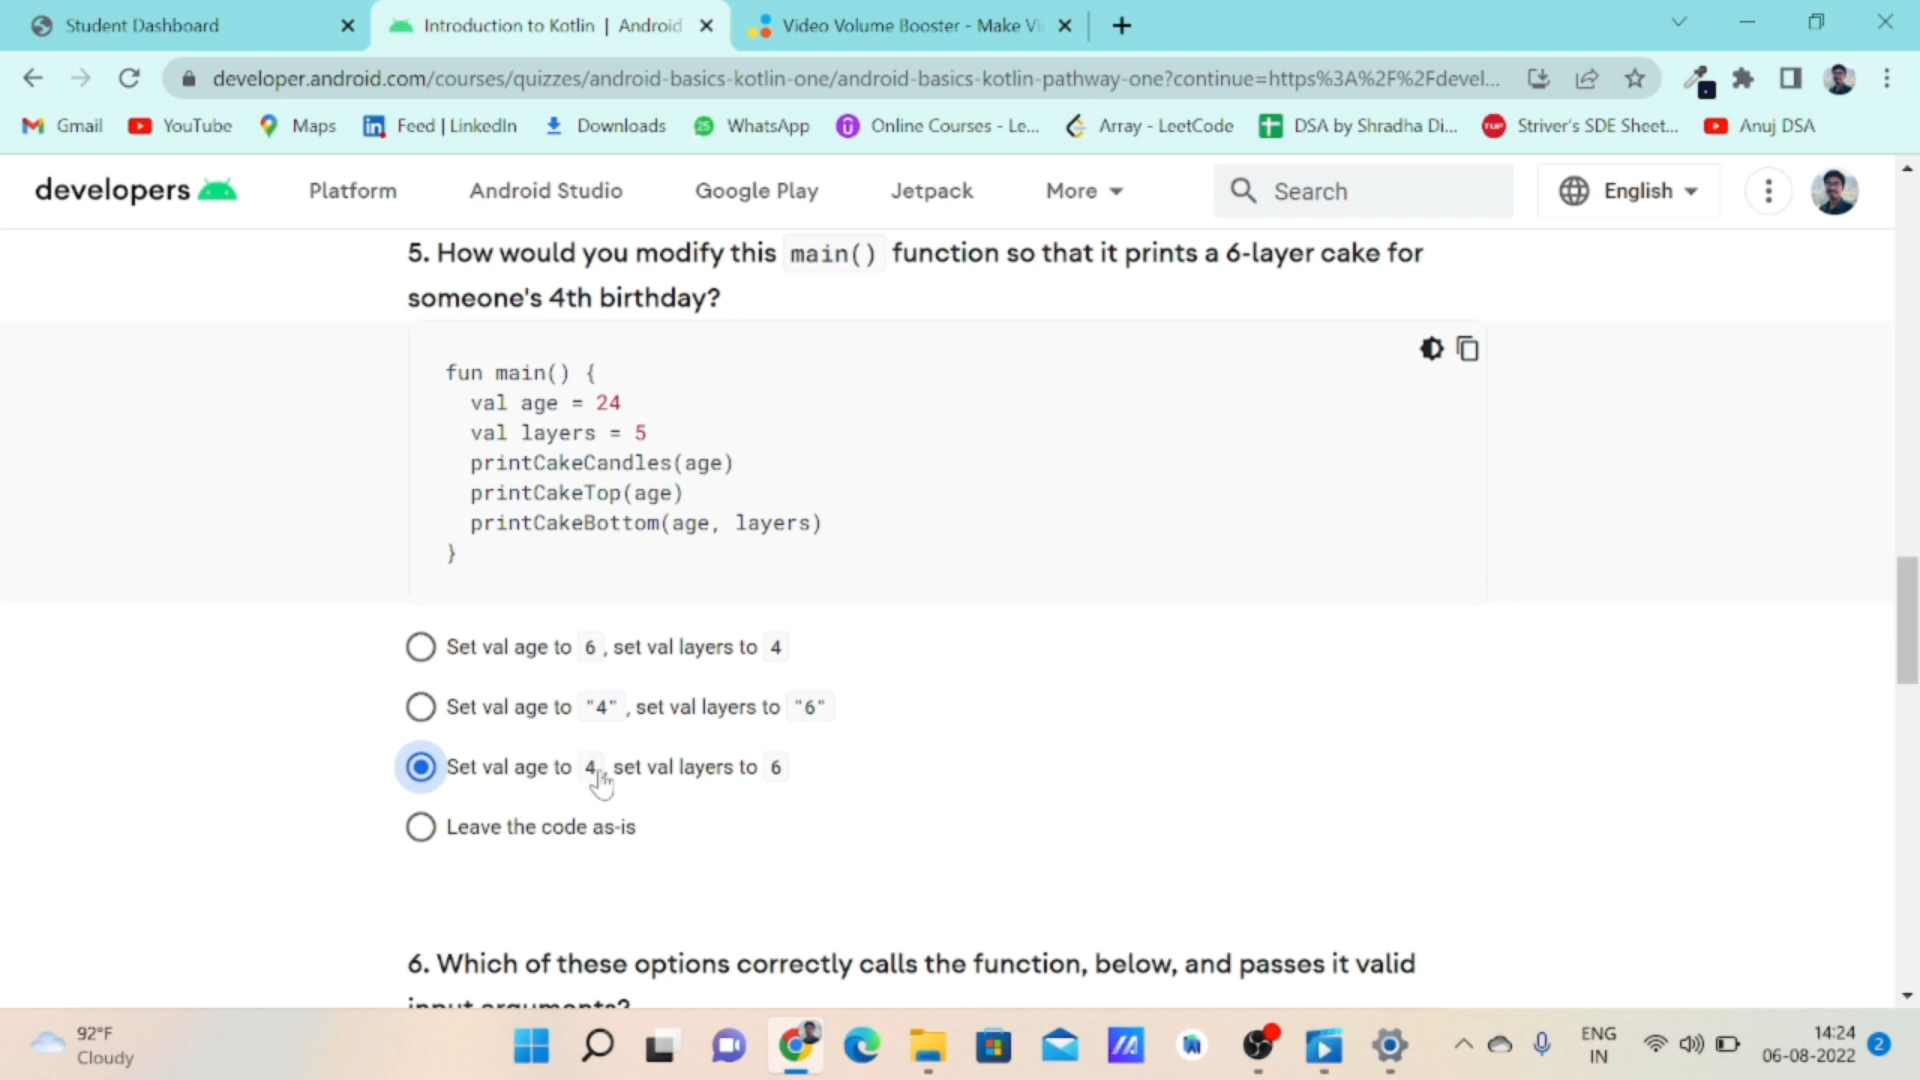 Student Dashboard
Introduction to Kotlin | Android
Video Volume Booster - Make Vi
developer.android.com/courses/quizzes/android-basics-kotlin-one/android-basics-kotlin-pathway-one?continue=https%3A%2F%2Fdevel...
Gmail YouTube Maps Feed | LinkedIn Downloads 25 WhatsApp Online Courses - Le... Array - LeetCode DSA by Shradha Di... Striver's SDE Sheet... Anuj DSA
developers Platform Android Studio Google Play Jetpack More Search English
5. How would you modify this main() function so that it prints a 6-layer cake for
someone's 4th birthday?
fun main() {
val age = 24
val layers = 5
printCakeCandles(age)
printCakeTop(age)
printCakeBottom(age, layers)
}
Set val age to 6 , set val layers to 4
Set val age to "4" , set val layers to "6"
Set val age to 4 , set val layers to 6
Leave the code as-is
6. Which of these options correctly calls the function, below, and passes it valid
input arguments?
92°F
Cloudy
ENG
IN
14:24
06-08-2022
2